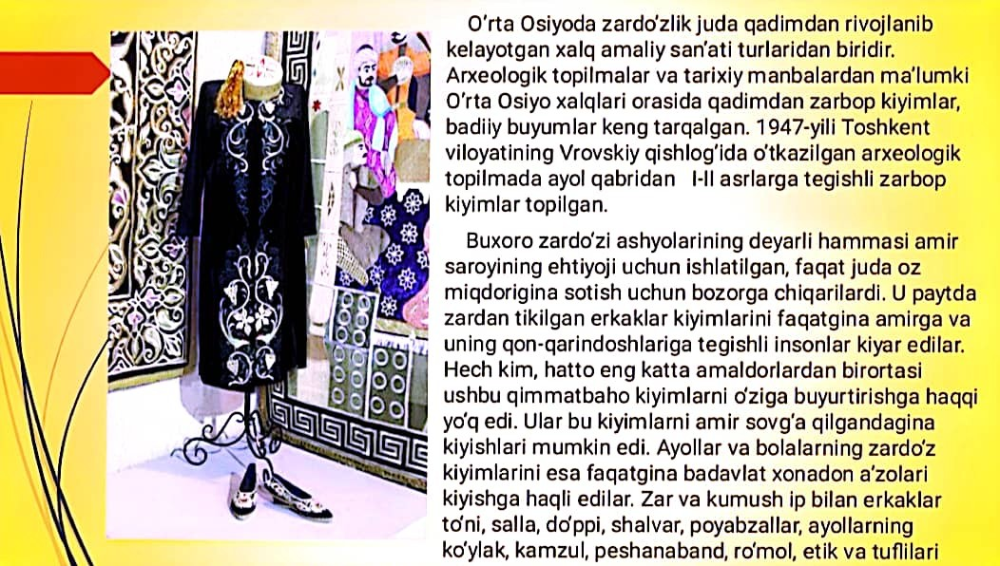 O'rta Osiyoda zardo'zlik juda qadimdan rivojlanib
kelayotgan xalq amaliy san'ati turlaridan biridir.
Arxeologik topilmalar va tarixiy manbalardan ma'lumki
O'rta Osiyo xalqlari orasida qadimdan zarbop kiyimlar,
badiiy buyumlar keng tarqalgan. 1947-yili Toshkent
viloyatining Vrovskiy qishlog'ida o'tkazilgan arxeologik
topilmada ayol qabridan I-II asrlarga tegishli zarbop
kiyimlar topilgan.
Buxoro zardo'zi ashyolarining deyarli hammasi amir
saroyining ehtiyoji uchun ishlatilgan, faqat juda oz
miqdorigina sotish uchun bozorga chiqarilardi. U paytda
zardan tikilgan erkaklar kiyimlarini faqatgina amirga va
uning qon-qarindoshlariga tegishli insonlar kiyar edilar.
Hech kim, hatto eng katta amaldorlardan birortasi
ushbu qimmatbaho kiyimlarni o'ziga buyurtirishga haqqi
yo'q edi. Ular bu kiyimlarni amir sovg'a qilgandagina
kiyishlari mumkin edi. Ayollar va bolalarning zardo'z
kiyimlarini esa faqatgina badavlat xonadon a'zolari
kiyishga haqli edilar. Zar va kumush ip bilan erkaklar
to'ni, salla, do'ppi, shalvar, poyabzallar, ayollarning
ko'ylak, kamzul, peshanaband, ro'mol, etik va tuflilari